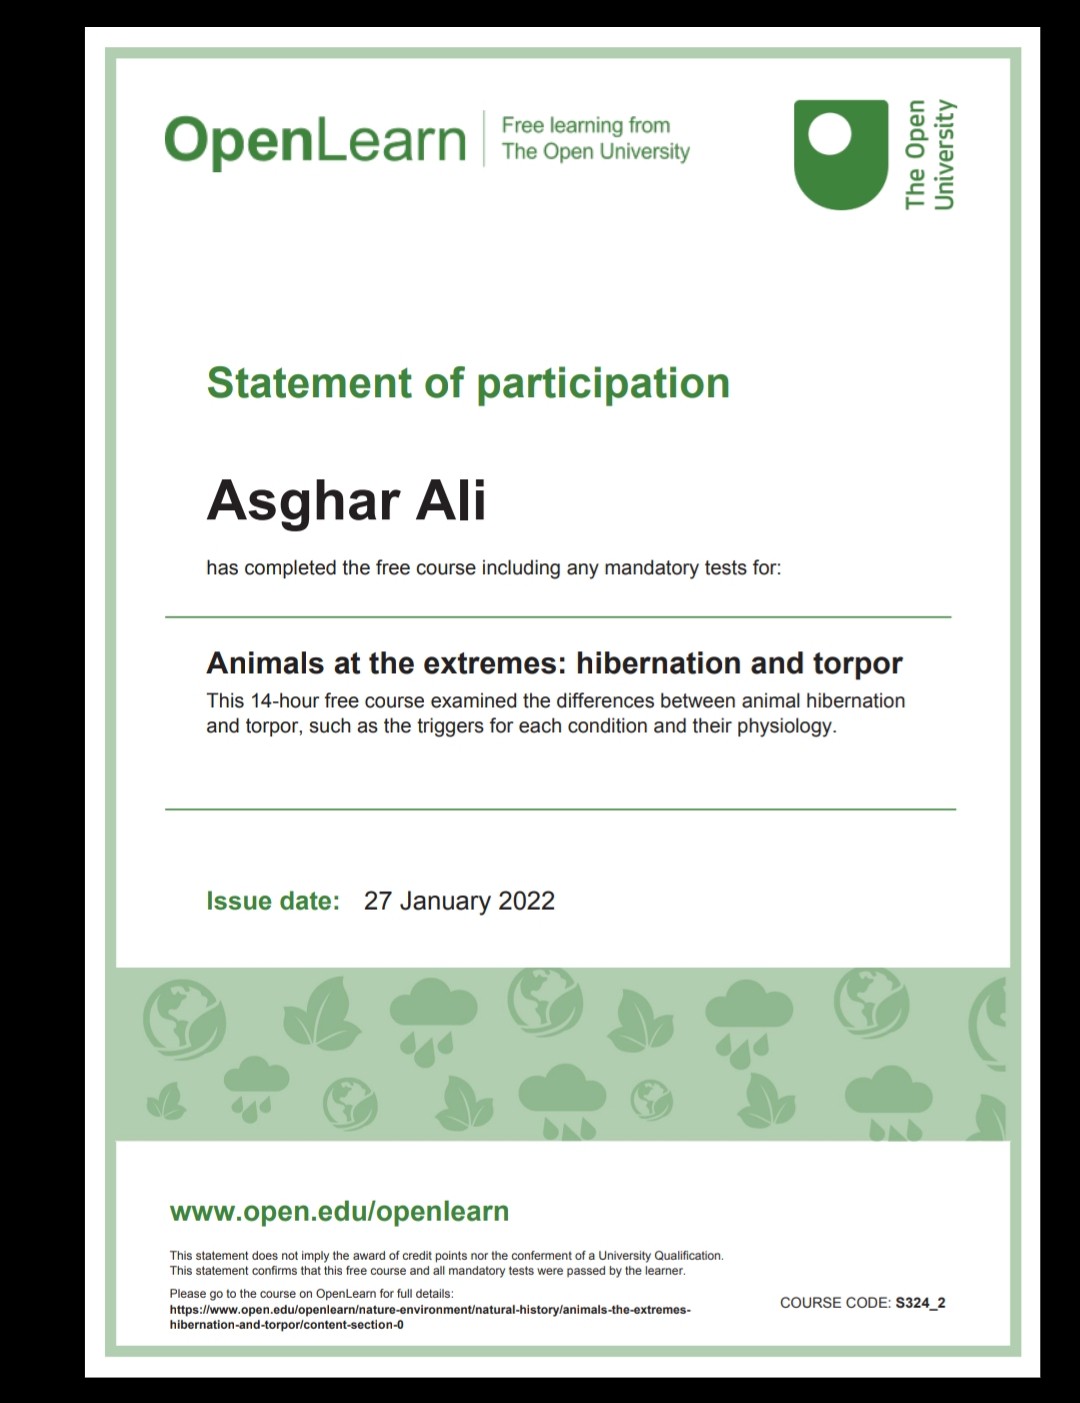 OpenLearn
Free learning from
The Open University
The Open
University
Statement of participation
Asghar Ali
has completed the free course including any mandatory tests for:
Animals at the extremes: hibernation and torpor
This 14-hour free course examined the differences between animal hibernation
and torpor, such as the triggers for each condition and their physiology.
Issue date: 27 January 2022
www.open.edu/openlearn
This statement does not imply the award of credit points nor the conferment of a University Qualification.
This statement confirms that this free course and all mandatory tests were passed by the learner.
Please go to the course on OpenLearn for full details:
https://www.open.edu/openlearn/nature-environment/natural-history/animals-the-extremes-
hibernation-and-torpor/content-section-0
COURSE CODE: S324_2